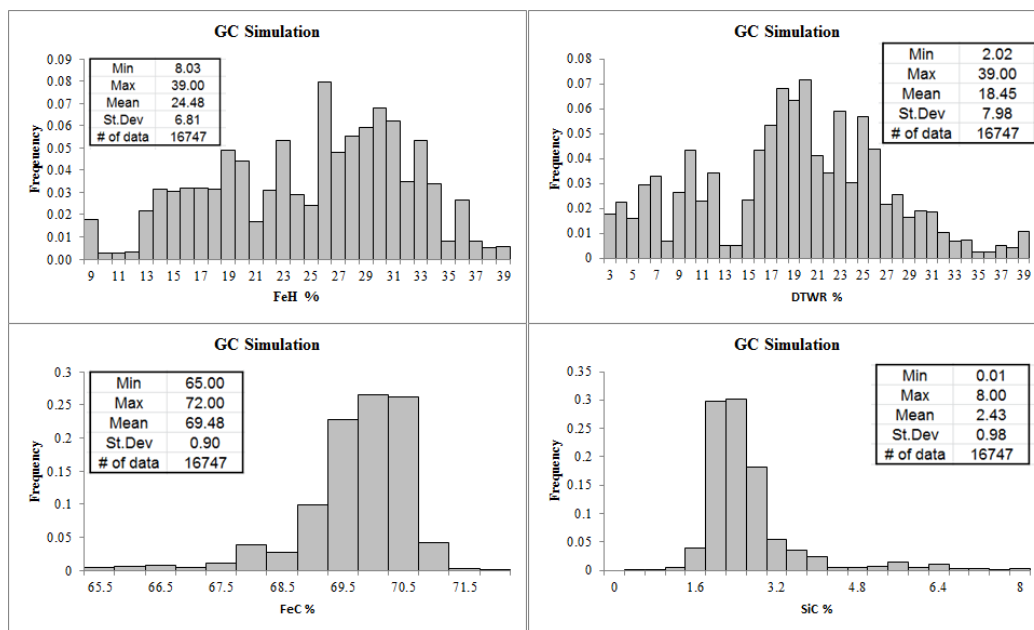 GC Simulation
Min 8.03
Max 39.00
Mean 24.48
St.Dev 6.81
# of data 16747
Frequency
0.09
0.08
0.07
0.06
0.05
0.04
0.03
0.02
0.01
0.00
9 11 13 15 17 19 21 23 25 27 29 31 33 35 37 39
FeH %
GC Simulation
Min 2.02
Max 39.00
Mean 18.45
St.Dev 7.98
# of data 16747
Frequency
0.08
0.07
0.06
0.05
0.04
0.03
0.02
0.01
0
3 5 7 9 11 13 15 17 19 21 23 25 27 29 31 33 35 37 39
DTWR %
GC Simulation
Min 65.00
Max 72.00
Mean 69.48
St.Dev 0.90
# of data 16747
Frequency
0.3
0.25
0.2
0.15
0.1
0.05
0
65.5 66.5 67.5 68.5 69.5 70.5 71.5
FeC %
GC Simulation
Min 0.01
Max 8.00
Mean 2.43
St.Dev 0.98
# of data 16747
Frequency
0.35
0.3
0.25
0.2
0.15
0.1
0.05
0
0 1.6 3.2 4.8 6.4 8
SiC %